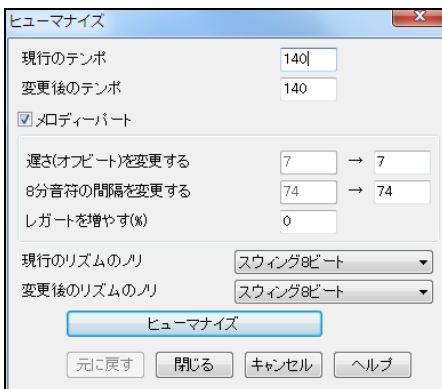 ヒューマナイズ
現行のテンポ 140
変更後のテンポ 140
メロディーパート
遅さ(オフビート)を変更する 7 → 7
8分音符の間隔を変更する 74 → 74
レガートを増やす(%) 0
現行のリズムのノリ スウィング8ビート
変更後のリズムのノリ スウィング8ビート
ヒューマナイズ
元に戻す 閉じる キャンセル ヘルプ